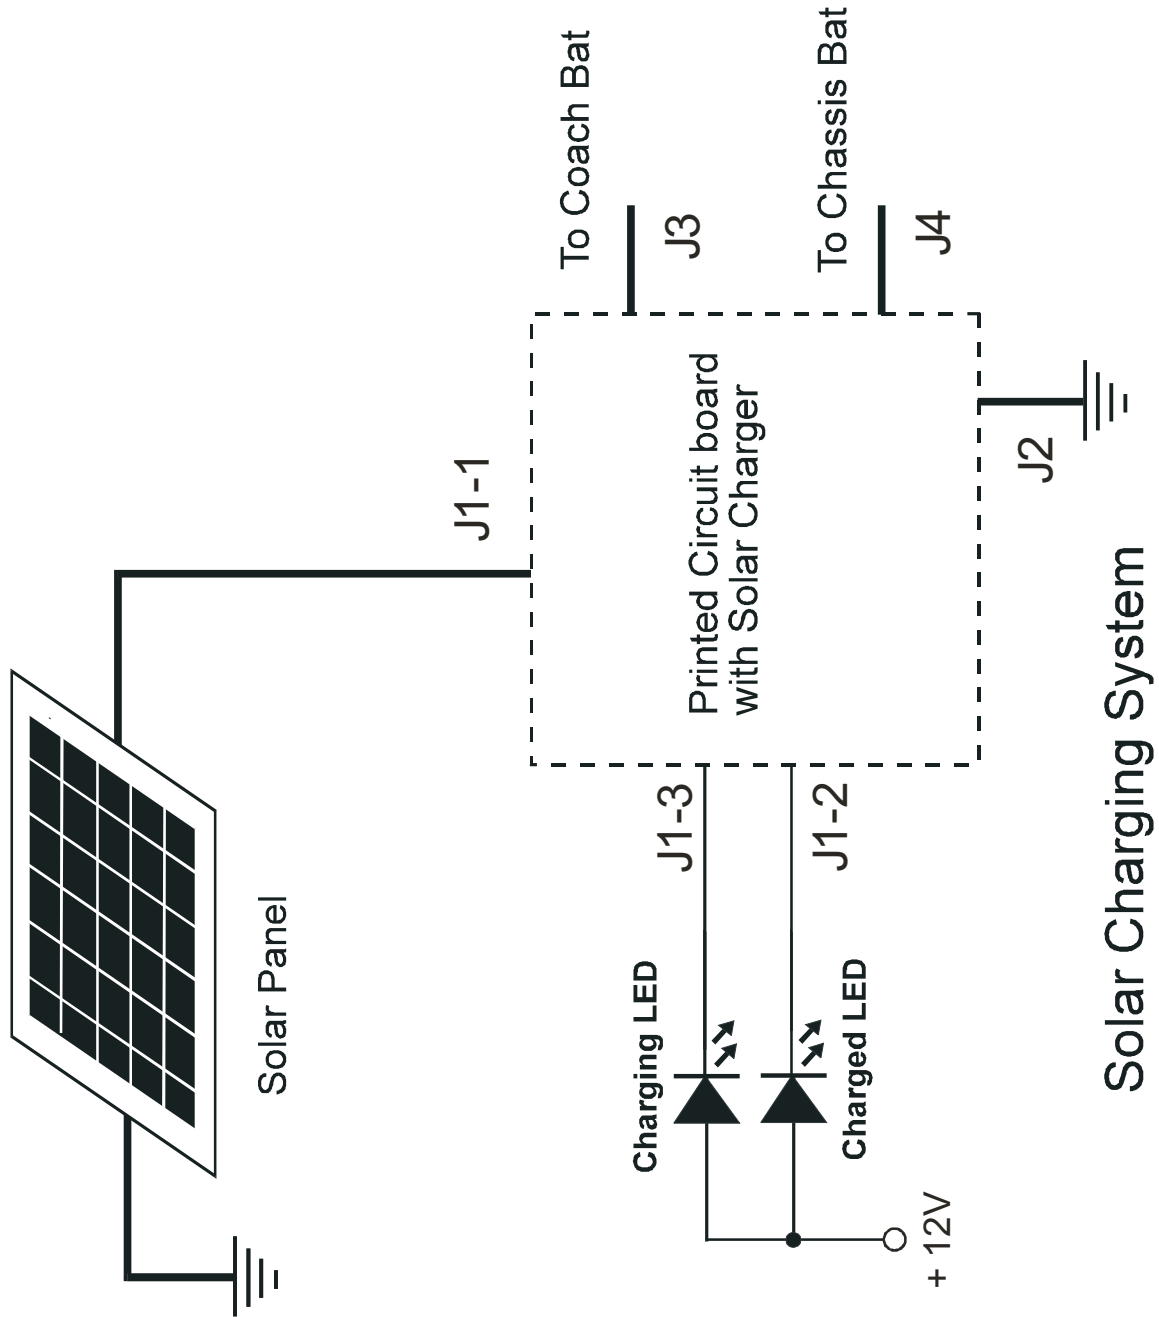 Solar Panel
J1-1
To Coach Bat
J3
Charging LED
J1-3
Printed Circuit board
with Solar Charger
J1-2
Charged LED
To Chassis Bat
J4
+ 12V
J2
Solar Charging System